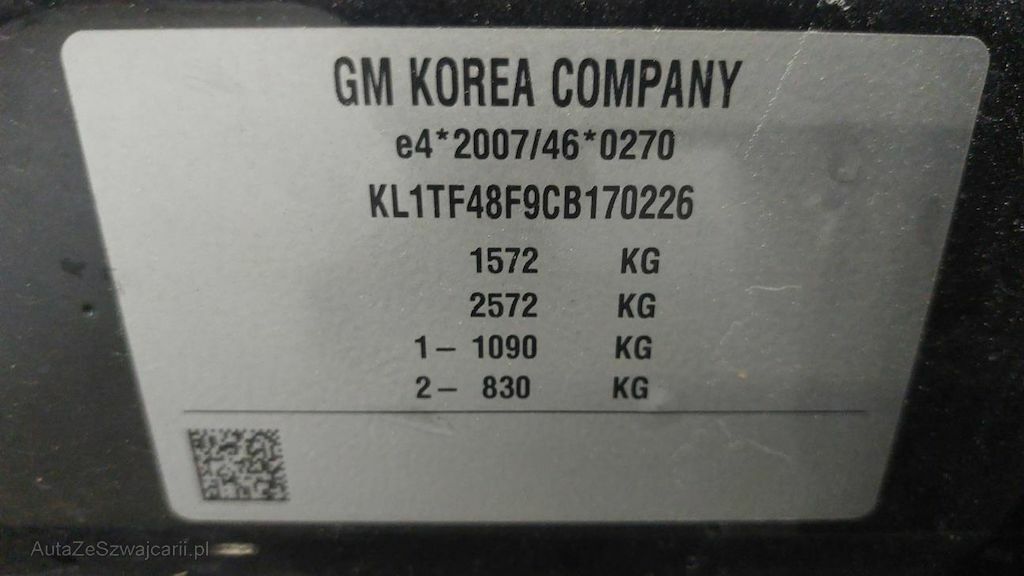 GM KOREA COMPANY
e4*2007/46*0270
KL1TF48F9CB170226
1572 KG
2572 KG
1– 1090 KG
2– 830 KG
AutaZeSzwajcarii.pl